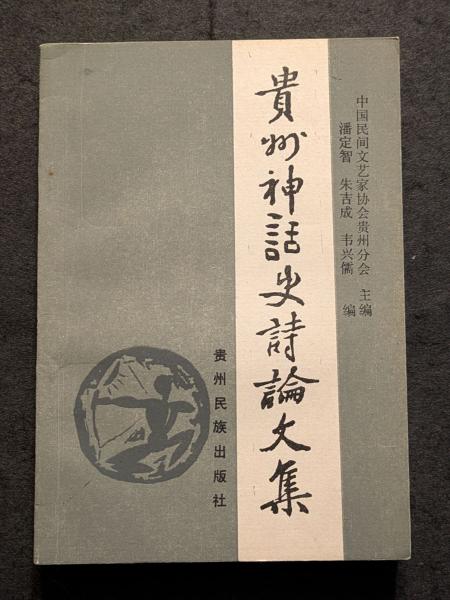 中国民间文艺家协会贵州分会 主编
潘定智 朱吉成 韦兴儒 编
貴州神話史詩論文集
贵州民族出版社